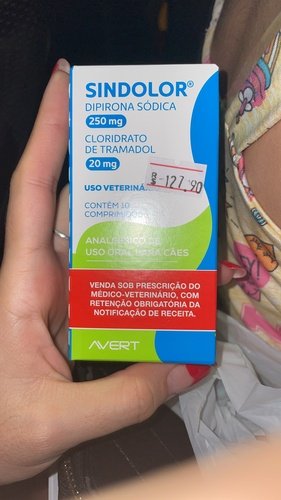 SINDOLOR®
DIPIRONA SÓDICA
250 mg
CLORIDRATO
DE TRAMADOL
20 mg
127,90
USO VETERINÁ
CONTÉM 10
COMPRIMIDOS
ANALGÉSICO DE
USO ORAL PARA CÃES
VENDA SOB PRESCRIÇÃO DO
MÉDICO-VETERINÁRIO, COM
RETENÇÃO OBRIGATÓRIA DA
NOTIFICAÇÃO DE RECEITA.
AVERT